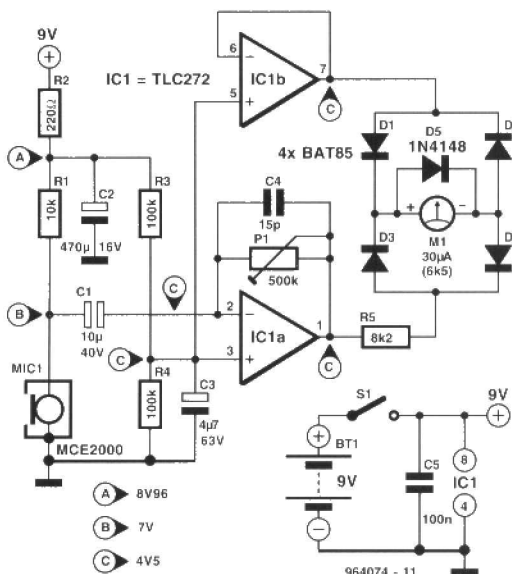 9V
R2
220Ω
A
R1
10k
C2
470µ 16V
R3
100k
B
C1
10µ
40V
C
C
MIC1
MCE2000
R4
100k
C3
4µ7
63V
IC1 = TLC272
6
5
7
IC1b
C
C4
15p
P1
500k
2
3
1
IC1a
C
R5
8k2
4x BAT85
D1
D5
1N4148
D
D3
D
+
−
M1
30µA
(6k5)
A 8V96
B 7V
C 4V5
S1
9V
BT1
9V
C5
100n
8
IC1
4
964074 - 11